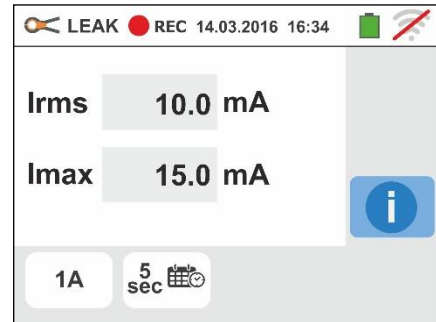 LEAK REC 14.03.2016 16:34
Irms 10.0 mA
Imax 15.0 mA
i
1A 5 sec